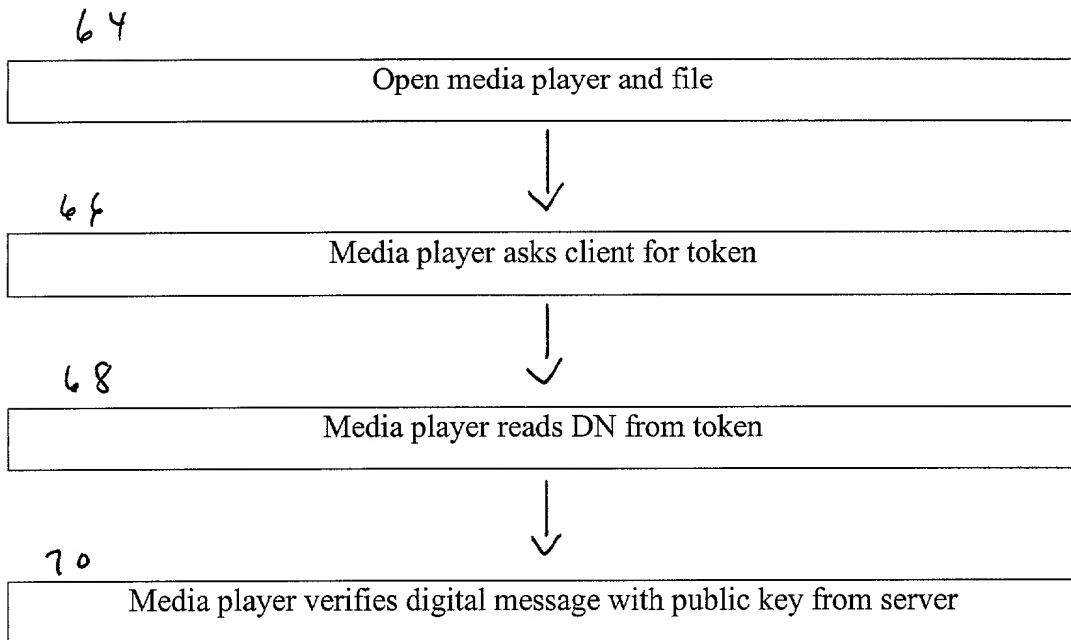 64
Open media player and file
66
Media player asks client for token
68
Media player reads DN from token
70
Media player verifies digital message with public key from server